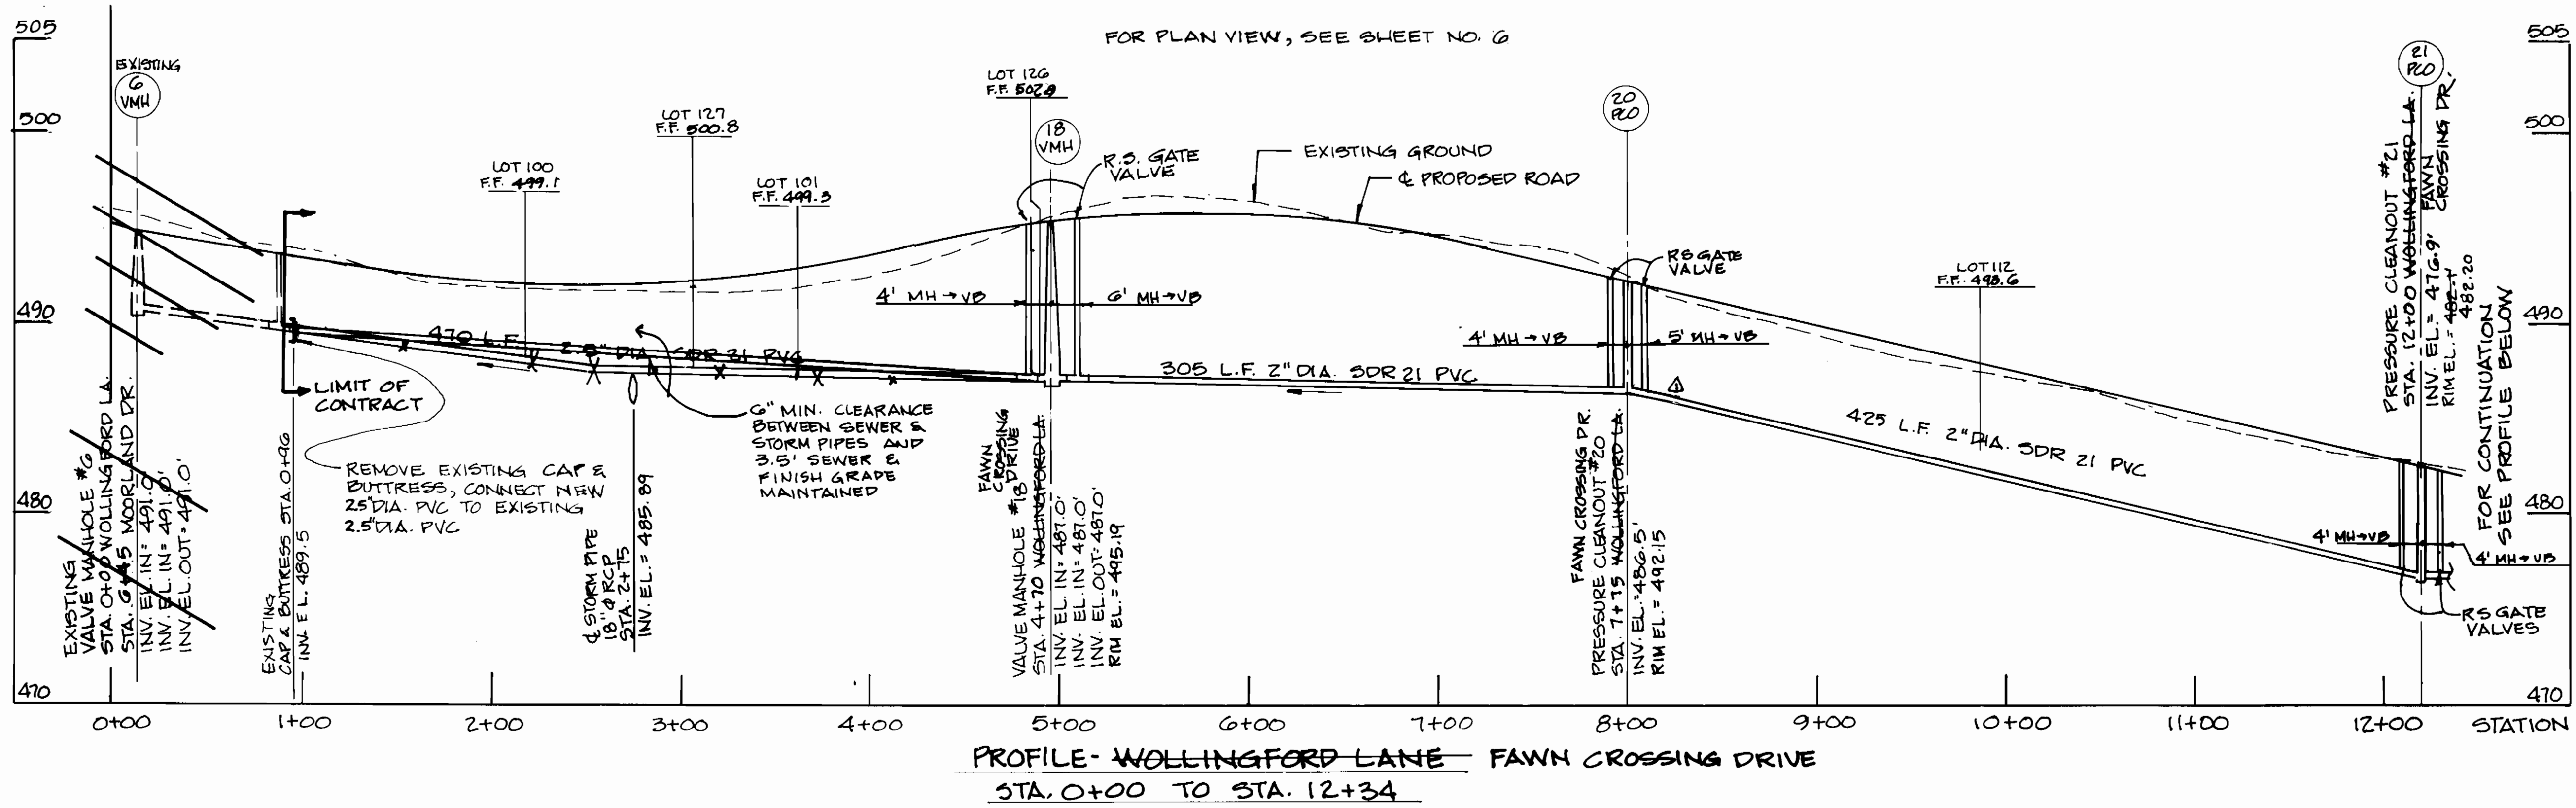 FOR PLAN VIEW, SEE SHEET NO. 6
505
500
490
480
470
505
500
490
480
470
EXISTING
6
VMH
LOT 100
F.F. 499.1
LOT 127
F.F. 500.8
LOT 101
F.F. 499.3
LOT 126
F.F.
18
VMH
R.S. GATE
VALVE
EXISTING GROUND
℄ PROPOSED ROAD
20
PCO
RS GATE
VALVE
LOT 112
F.F. 493.6
21
PCO
PRESSURE CLEANOUT #21
STA. 12+00 WOLLINGFORD LA.
FAWN
CROSSING DR.
INV. EL. = 476.9'
RIM EL. =
482.20
FOR CONTINUATION
SEE PROFILE BELOW
4' MH→VB
6' MH→VB
4' MH→VB
5' MH→VB
4' MH→VB
4' MH→VB
RS GATE
VALVES
470 L.F. 2.5" DIA. SDR 21 PVC
305 L.F. 2" DIA. SDR 21 PVC
425 L.F. 2" DIA. SDR 21 PVC
1
LIMIT OF
CONTRACT
REMOVE EXISTING CAP &
BUTTRESS, CONNECT NEW
2.5" DIA. PVC TO EXISTING
2.5" DIA. PVC
6" MIN. CLEARANCE
BETWEEN SEWER &
STORM PIPES AND
3.5' SEWER &
FINISH GRADE
MAINTAINED
EXISTING
VALVE MANHOLE #6
STA. 0+00 WOLLINGFORD LA.
STA. 6+45 MOORLAND DR.
INV. EL. IN = 491.0'
INV. EL. IN = 491.0'
INV. EL. OUT = 491.0'
EXISTING
CAP & BUTTRESS STA. 0+96
INV. EL. 489.5
℄ STORM PIPE
18" Φ RCP
STA. 2+75
INV. EL. = 485.89
FAWN
CROSSING
DRIVE
VALVE MANHOLE #18
STA. 4+70 WOLLINGFORD LA.
INV. EL. IN = 487.0'
INV. EL. IN = 487.0'
INV. EL. OUT = 487.0'
RIM EL. = 495.19
FAWN CROSSING DR.
PRESSURE CLEANOUT #20
STA. 7+75 WOLLINGFORD LA.
INV. EL. = 486.5'
RIM EL. = 492.15
0+00 1+00 2+00 3+00 4+00 5+00 6+00 7+00 8+00 9+00 10+00 11+00 12+00 STATION
PROFILE- WOLLINGFORD LANE FAWN CROSSING DRIVE
STA. 0+00 TO STA. 12+34